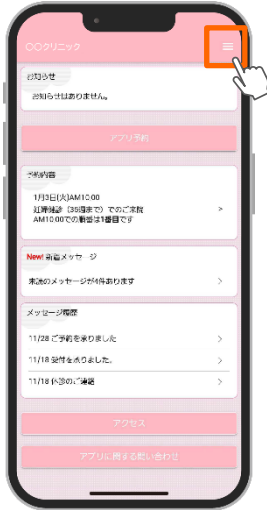 〇〇クリニック
お知らせ
お知らせはありません。
アプリ予約
予約内容
1月3日(火)AM10:00
妊婦健診（35週まで）でのご来院
AM10:00での順番は1番目です
>
New! 新着メッセージ
未読のメッセージが4件あります
>
メッセージ履歴
11/28 ご予約を承りました
>
11/18 受付を承りました。
>
11/18 休診のご連絡
>
アクセス
アプリに関する問い合わせ